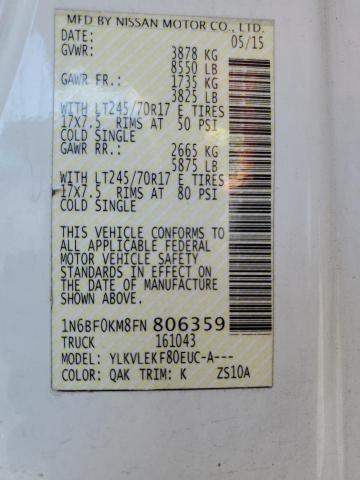 MFD BY NISSAN MOTOR CO., LTD.
DATE: 05/15
GVWR: 3878 KG
8550 LB
GAWR FR.: 1735 KG
3825 LB
WITH LT245/70R17 E TIRES
17X7.5 RIMS AT 50 PSI
COLD SINGLE
GAWR RR.: 2665 KG
5875 LB
WITH LT245/70R17 E TIRES
17X7.5 RIMS AT 80 PSI
COLD SINGLE
THIS VEHICLE CONFORMS TO
ALL APPLICABLE FEDERAL
MOTOR VEHICLE SAFETY
STANDARDS IN EFFECT ON
THE DATE OF MANUFACTURE
SHOWN ABOVE.
1N6BF0KM8FN 806359
TRUCK 161043
MODEL: YLKVLEKF80EUC-A---
COLOR: QAK TRIM: K ZS10A